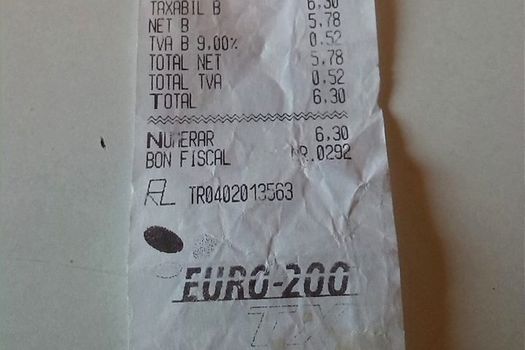 TAXABIL B 6.30
NET B 5.78
TVA B 9.00% 0.52
TOTAL NET 5.78
TOTAL TVA 0.52
TOTAL 6.30
NUMERAR 6.30
BON FISCAL NR.0292
TR0402013563
EURO-200